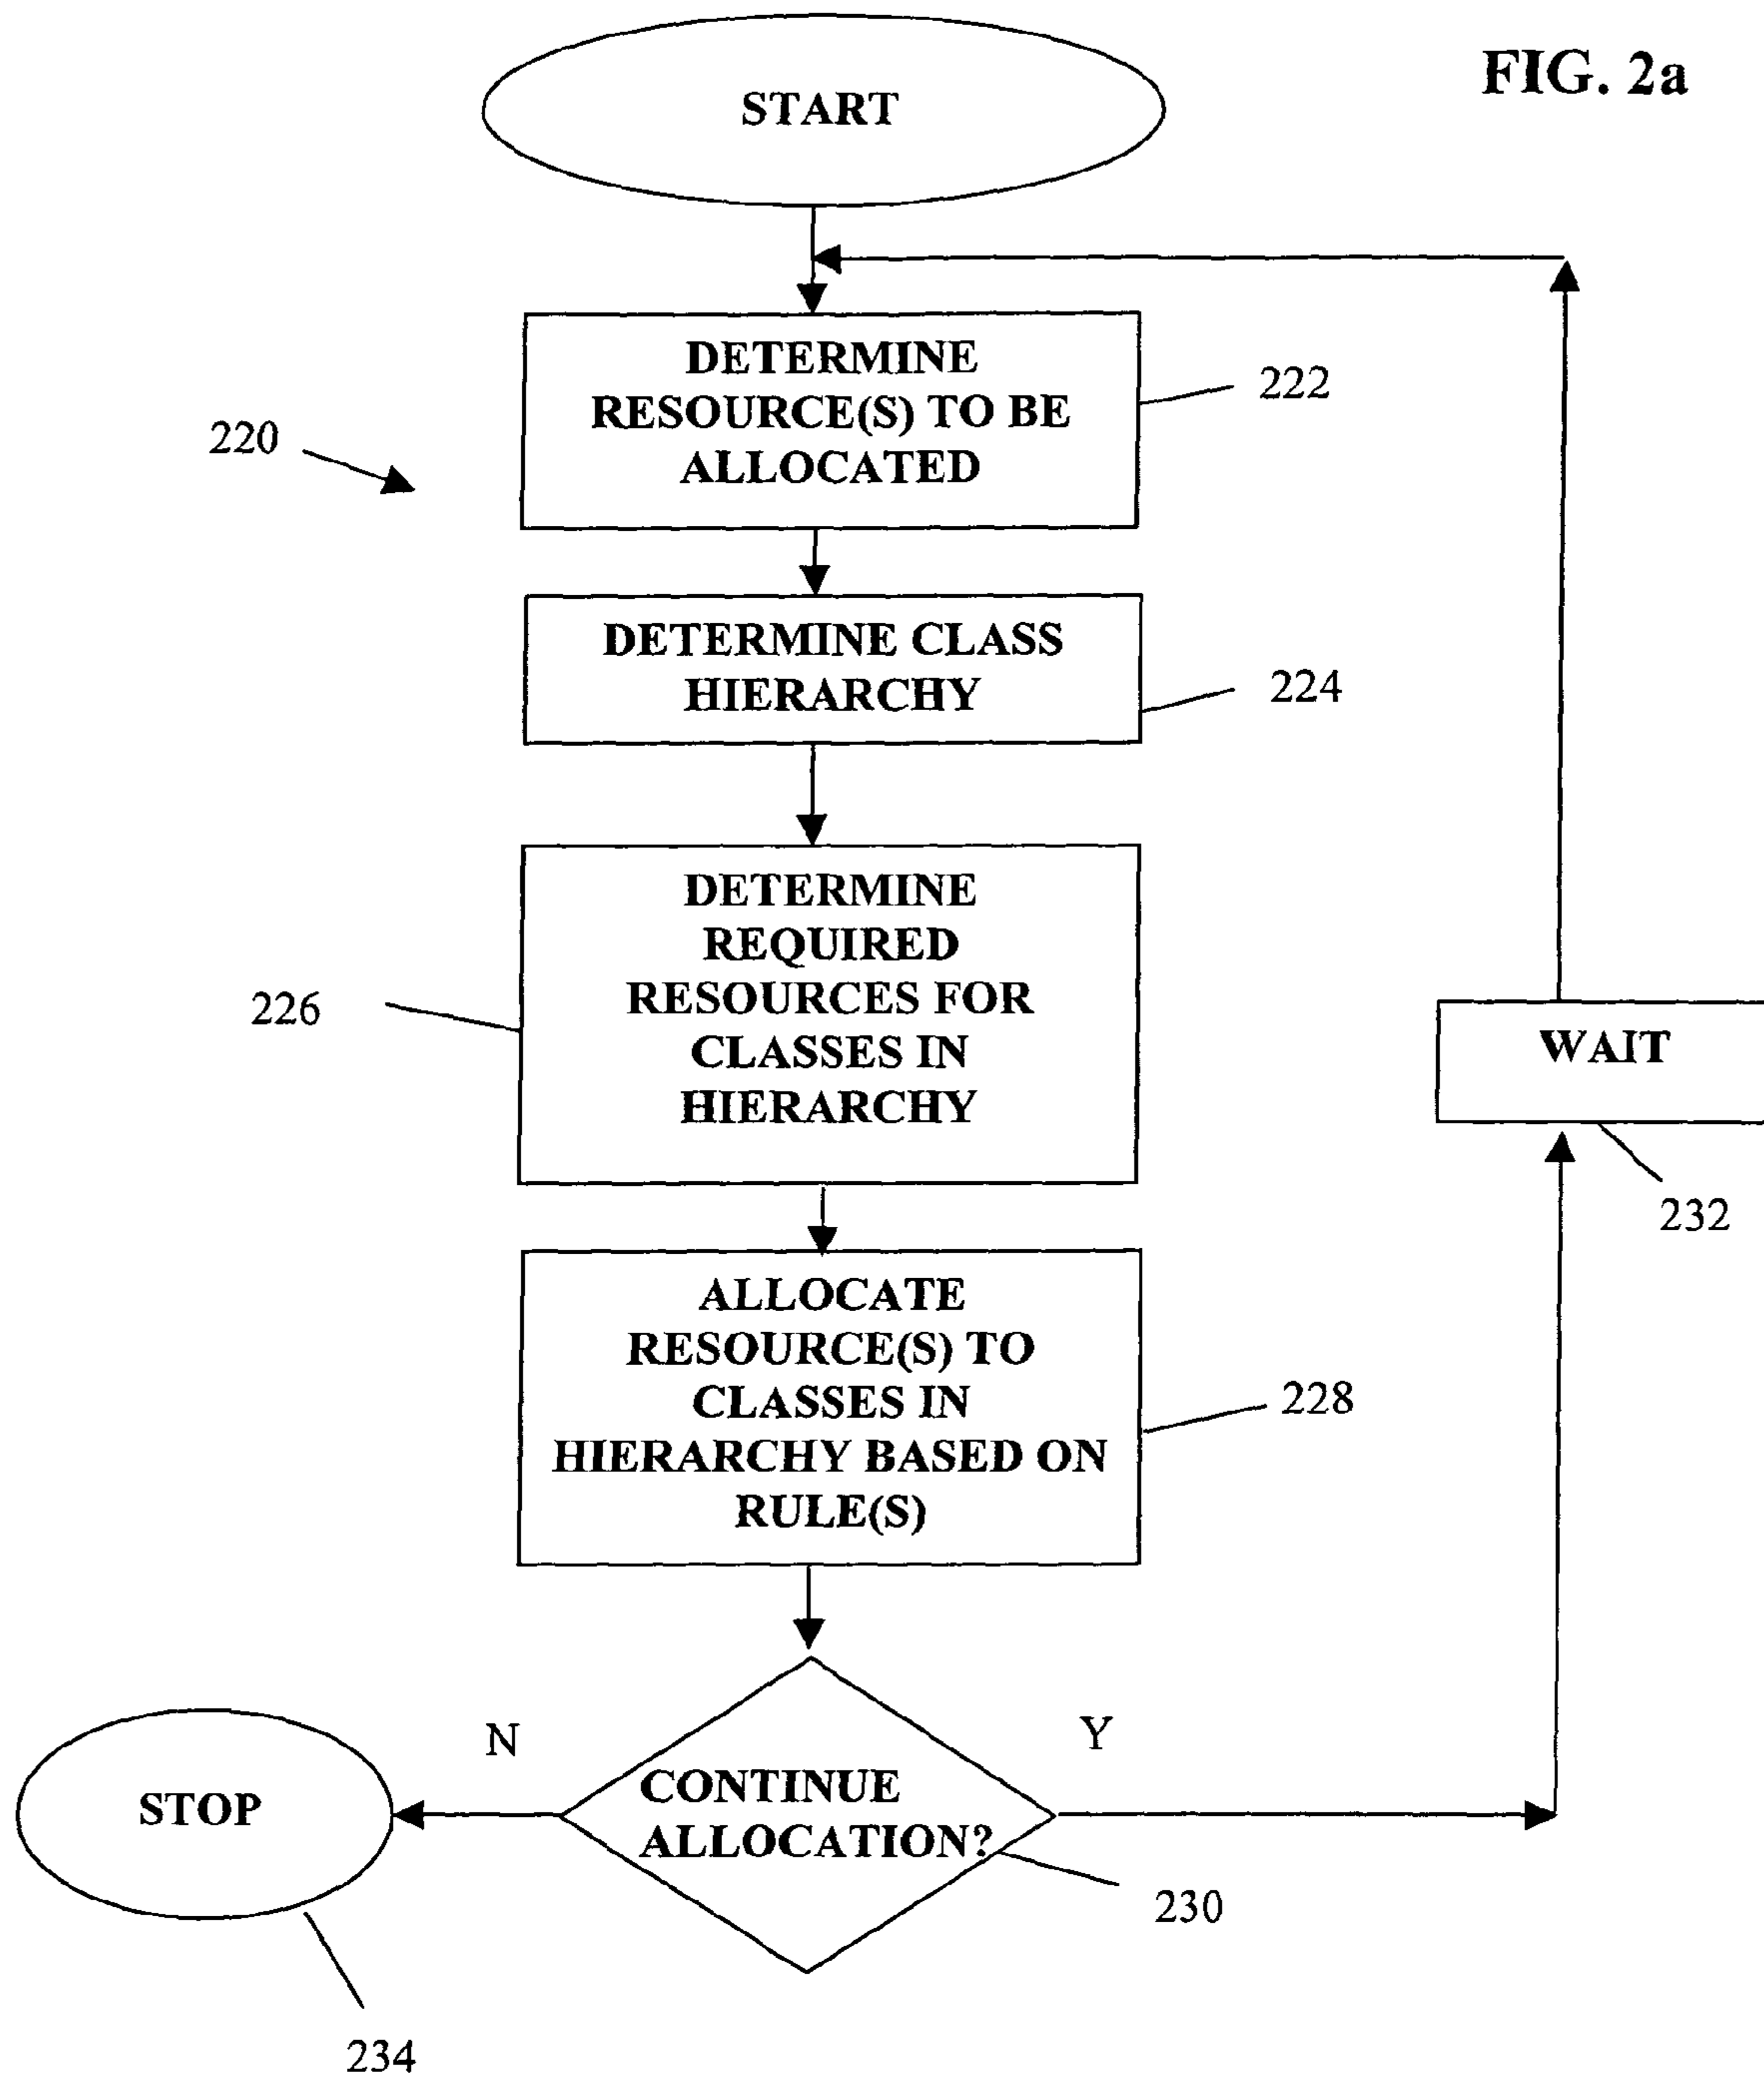 FIG. 2a
START
DETERMINE
RESOURCE(S) TO BE
ALLOCATED
222
220
DETERMINE CLASS
HIERARCHY
224
DETERMINE
REQUIRED
RESOURCES FOR
CLASSES IN
HIERARCHY
226
WAIT
232
ALLOCATE
RESOURCE(S) TO
CLASSES IN
HIERARCHY BASED ON
RULE(S)
228
N
Y
STOP
CONTINUE
ALLOCATION?
230
234